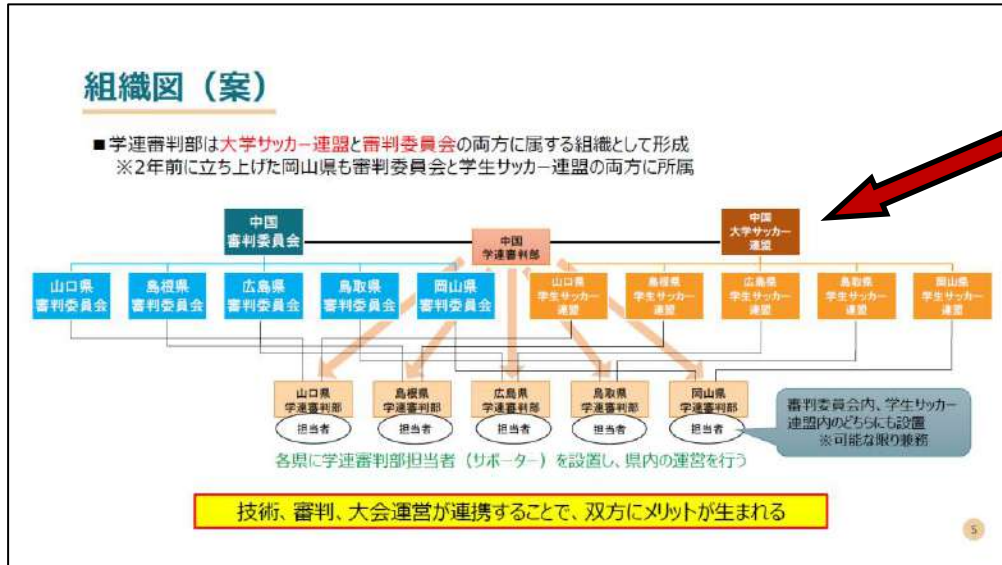 組織図（案）
■学連審判部は大学サッカー連盟と審判委員会の両方に属する組織として形成
※2年前に立ち上げた岡山県も審判委員会と学生サッカー連盟の両方に所属
中国
審判委員会
中国
学連審判部
中国
大学サッカー
連盟
山口県
審判委員会
島根県
審判委員会
広島県
審判委員会
鳥取県
審判委員会
岡山県
審判委員会
山口県
学生サッカー
連盟
島根県
学生サッカー
連盟
広島県
学生サッカー
連盟
鳥取県
学生サッカー
連盟
岡山県
学生サッカー
連盟
山口県
学連審判部
担当者
島根県
学連審判部
担当者
広島県
学連審判部
担当者
鳥取県
学連審判部
担当者
岡山県
学連審判部
担当者
審判委員会内、学生サッカー
連盟内のどちらにも設置
※可能な限り兼務
各県に学連審判部担当者（サポーター）を設置し、県内の運営を行う
技術、審判、大会運営が連携することで、双方にメリットが生まれる
5